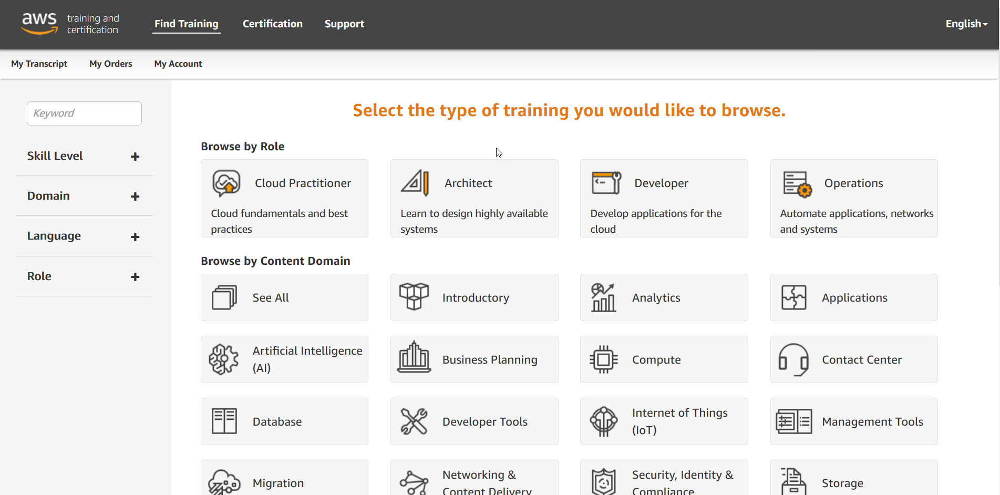 aws
training and
certification
Find Training
Certification
Support
English
My Transcript
My Orders
My Account
Keyword
Skill Level
Domain
Language
Role
Select the type of training you would like to browse.
Browse by Role
Cloud Practitioner
Cloud fundamentals and best
practices
Architect
Learn to design highly available
systems
Developer
Develop applications for the
cloud
Operations
Automate applications, networks
and systems
Browse by Content Domain
See All
Introductory
Analytics
Applications
Artificial Intelligence
(AI)
Business Planning
Compute
Contact Center
Database
Developer Tools
Internet of Things
(IoT)
Management Tools
Migration
Networking &
Content Delivery
Security, Identity &
Compliance
Storage